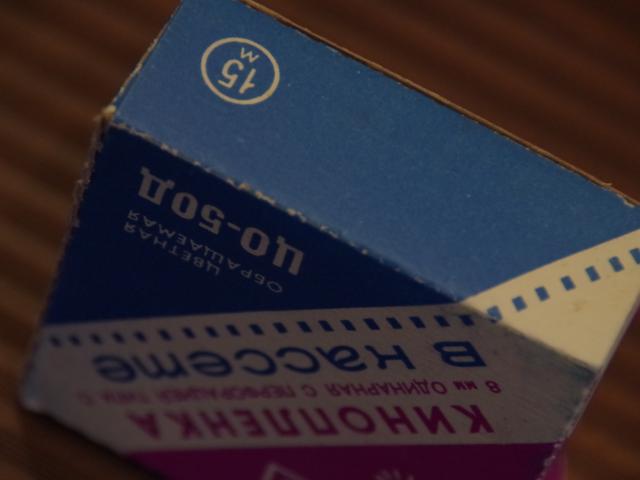 КИНОПЛЕНКА
8 мм ОДИНАРНАЯ С ПЕРФОРАЦИЕЙ ТИПА С
В кассете
ЦВЕТНАЯ
ОБРАЩАЕМАЯ
ЦО-50Д
15
М